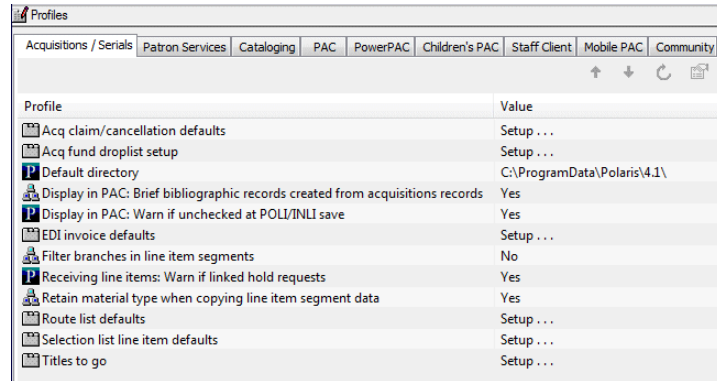 Profiles
Acquisitions / Serials Patron Services Cataloging PAC PowerPAC Children's PAC Staff Client Mobile PAC Community
Profile Value
Acq claim/cancellation defaults Setup . . .
Acq fund droplist setup Setup . . .
P Default directory C:\ProgramData\Polaris\4.1\
Display in PAC: Brief bibliographic records created from acquisitions records Yes
P Display in PAC: Warn if unchecked at POLI/INLI save Yes
EDI invoice defaults Setup . . .
Filter branches in line item segments No
P Receiving line items: Warn if linked hold requests Yes
Retain material type when copying line item segment data Yes
Route list defaults Setup . . .
Selection list line item defaults Setup . . .
Titles to go Setup . . .